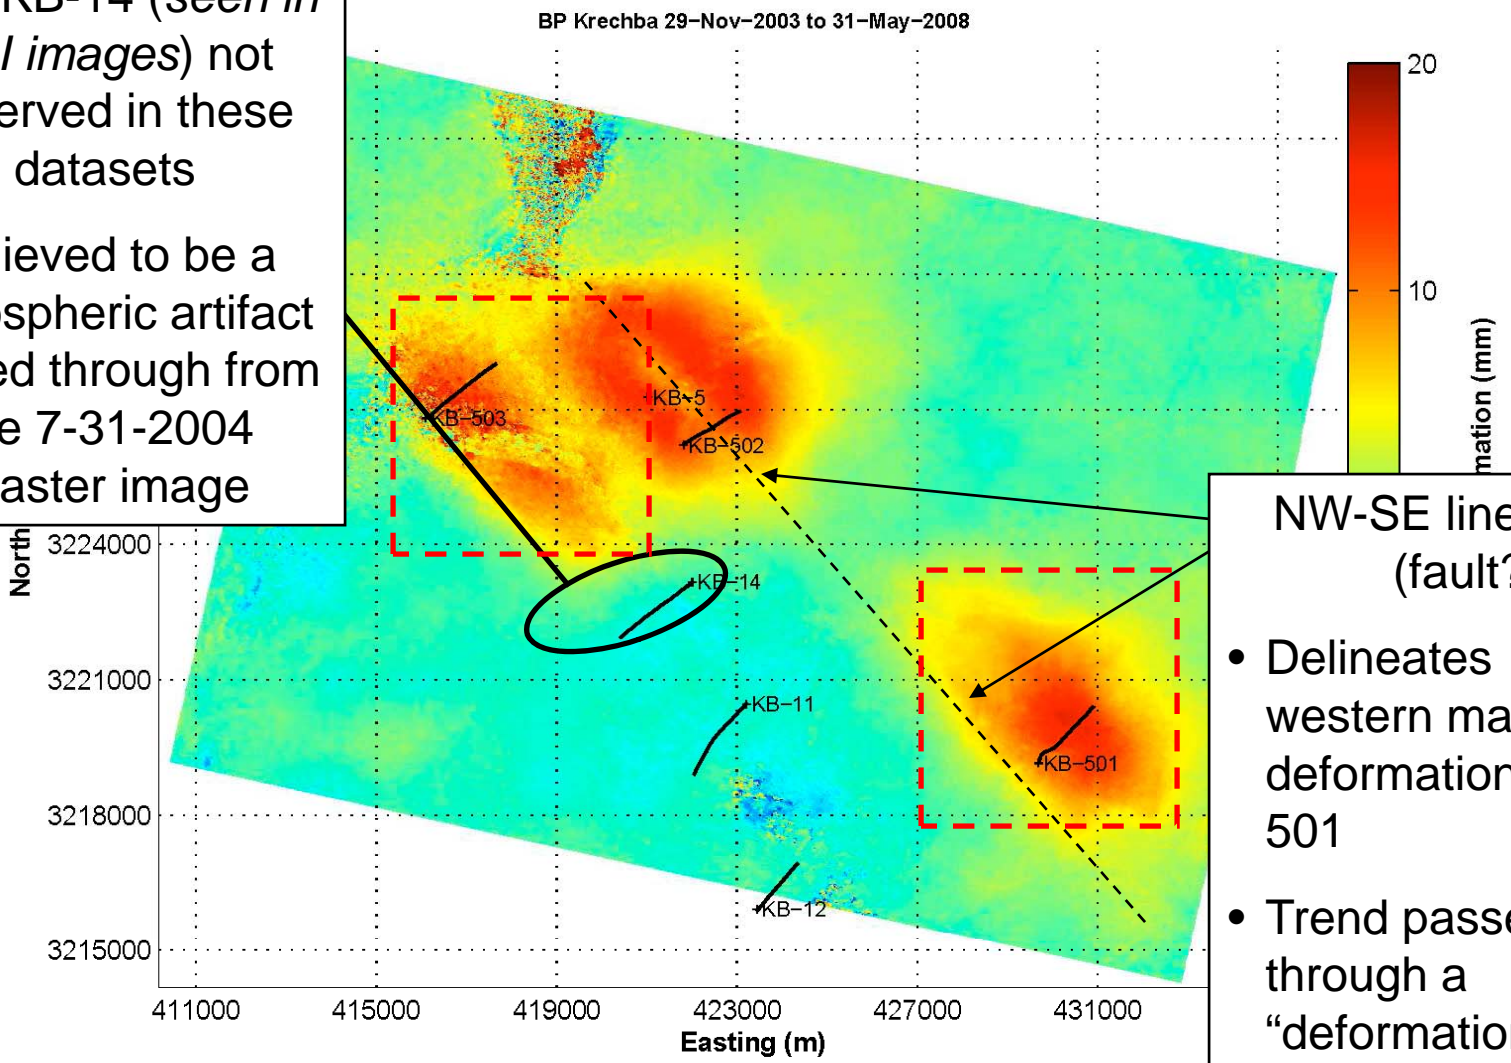 KB-14 (seen in
I images) not
erved in these
datasets
ieved to be a
ospheric artifact
ed through from
e 7-31-2004
aster image
BP Krechba 29-Nov-2003 to 31-May-2008
20
10
mation (mm)
KB-5
KB-503
KB-502
KB-14
KB-11
KB-501
KB-12
NW-SE line
(fault?
• Delineates
western ma
deformation
501
• Trend passe
through a
“deformatio
North
3224000
3221000
3218000
3215000
411000 415000 419000 423000 427000 431000
Easting (m)